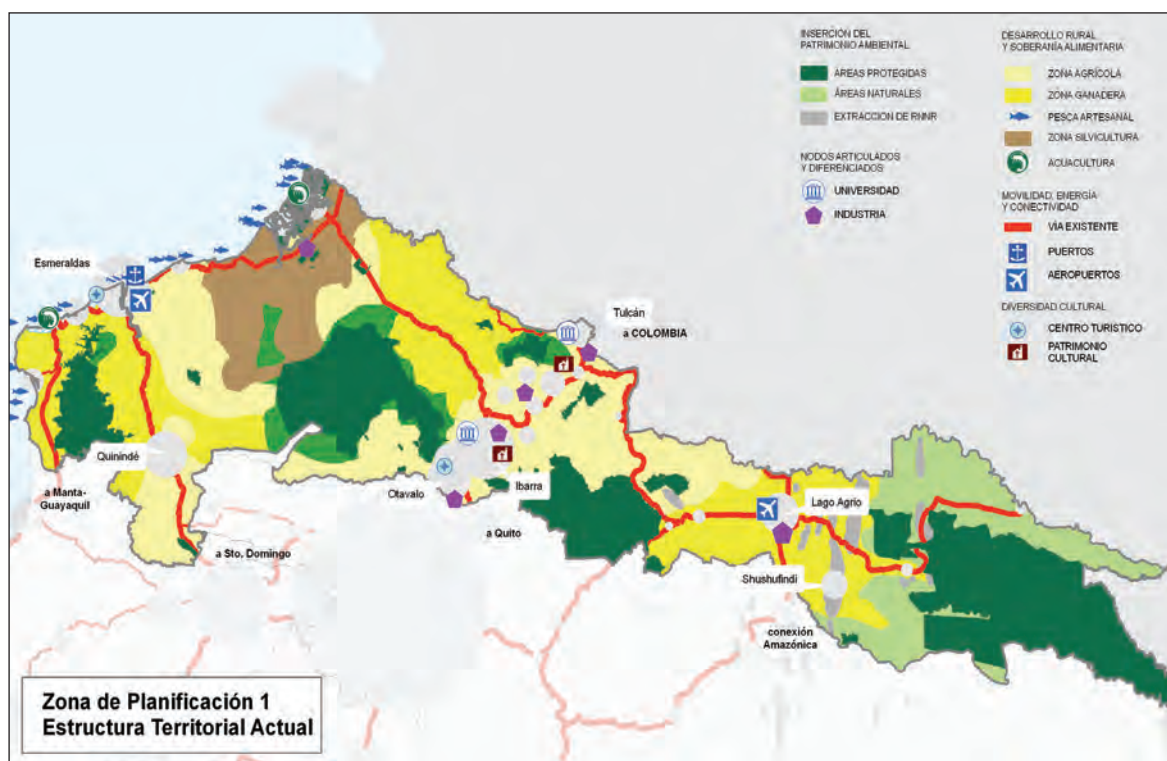 INSERCIÓN DEL
PATRIMONIO AMBIENTAL
AREAS PROTEGIDAS
ÁREAS NATURALES
EXTRACCION DE RNNR
NODOS ARTICULADOS
Y DIFERENCIADOS
UNIVERSIDAD
INDUSTRIA
DESARROLLO RURAL
Y SOBERANÍA ALIMENTARIA
ZONA AGRÍCOLA
ZONA GANADERA
PESCA ARTESANAL
ZONA SILVICULTURA
ACUACULTURA
MOVILIDAD, ENERGÍA
Y CONECTIVIDAD
VÍA EXISTENTE
PUERTOS
AEROPUERTOS
DIVERSIDAD CULTURAL
CENTRO TURÍSTICO
PATRIMONIO
CULTURAL
Esmeraldas
Tulcán
a COLOMBIA
Quinindé
a Manta-
Guayaquil
a Sto. Domingo
Otavalo
Ibarra
a Quito
Lago Agrio
Shushufindi
conexión
Amazónica
Zona de Planificación 1
Estructura Territorial Actual